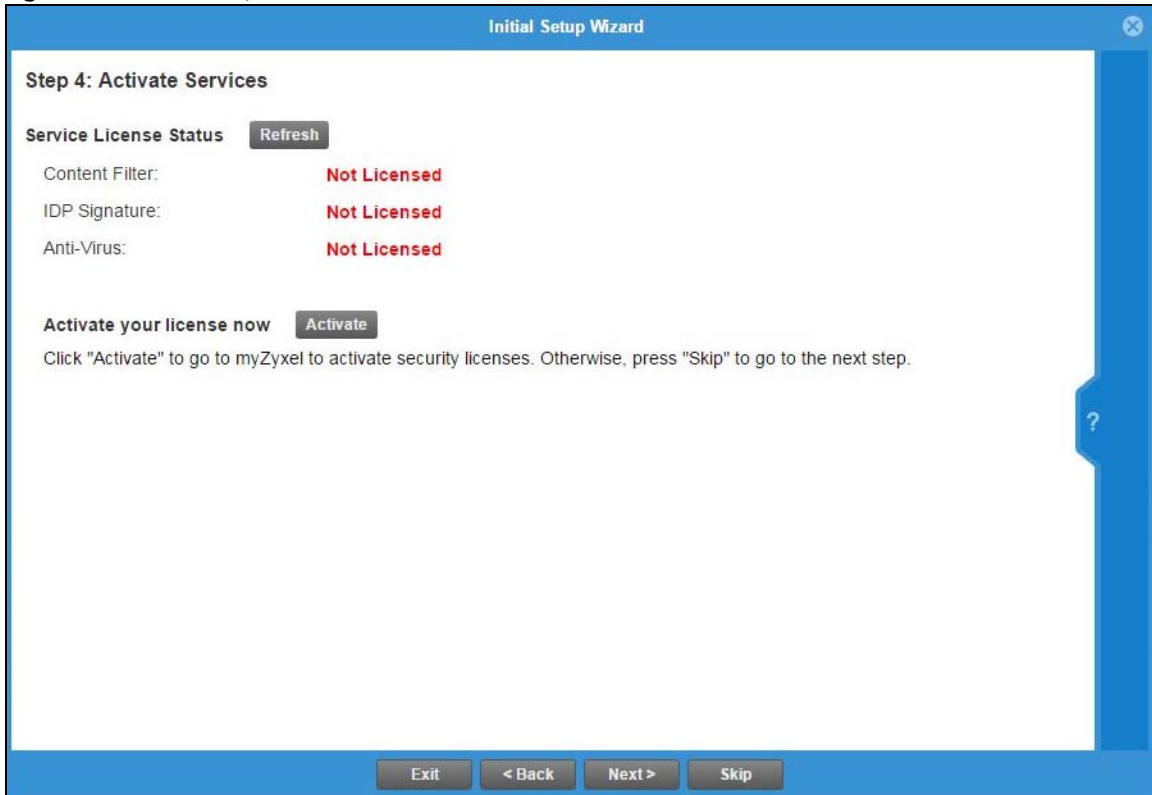 Initial Setup Wizard
Step 4: Activate Services
Service License Status Refresh
Content Filter: Not Licensed
IDP Signature: Not Licensed
Anti-Virus: Not Licensed
Activate your license now Activate
Click "Activate" to go to myZyxel to activate security licenses. Otherwise, press "Skip" to go to the next step.
?
Exit < Back Next > Skip